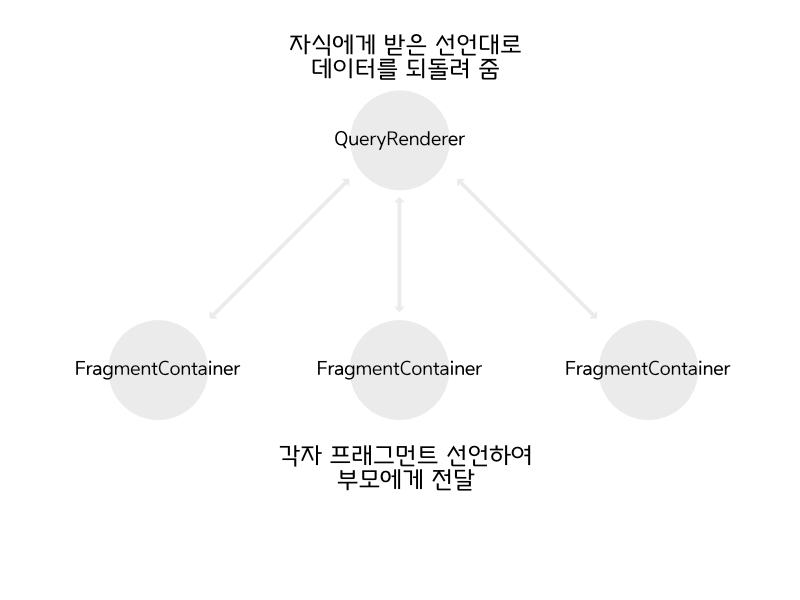 자식에게 받은 선언대로
데이터를 되돌려 줌
QueryRenderer
FragmentContainer
FragmentContainer
FragmentContainer
각자 프래그먼트 선언하여
부모에게 전달